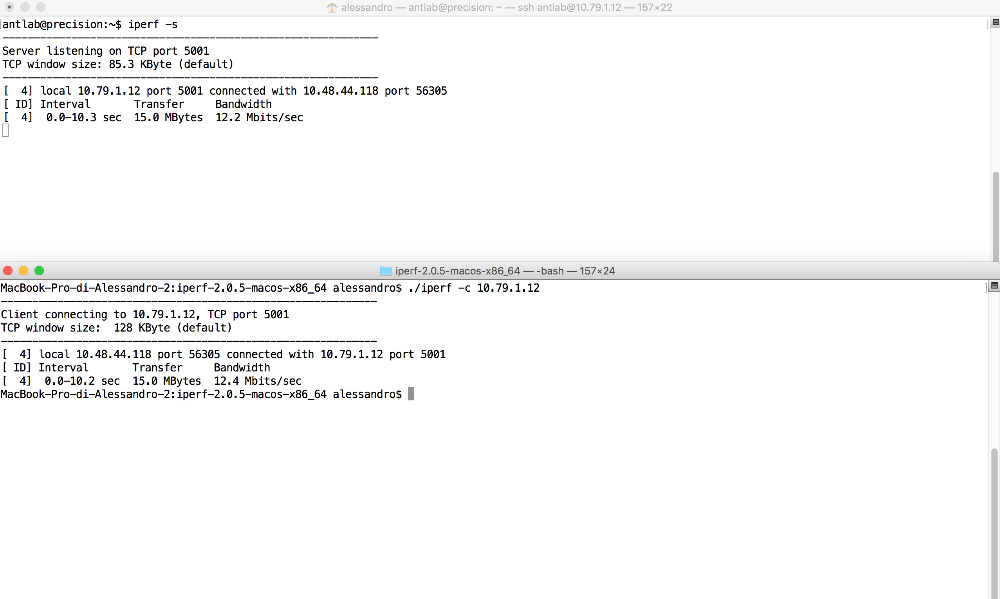 alessandro — antlab@precision: ~ — ssh antlab@10.79.1.12 — 157×22
antlab@precision:~$ iperf -s
------------------------------------------------------------
Server listening on TCP port 5001
TCP window size: 85.3 KByte (default)
------------------------------------------------------------
[  4] local 10.79.1.12 port 5001 connected with 10.48.44.118 port 56305
[ ID] Interval       Transfer     Bandwidth
[  4]  0.0-10.3 sec  15.0 MBytes  12.2 Mbits/sec
iperf-2.0.5-macos-x86_64 — -bash — 157×24
MacBook-Pro-di-Alessandro-2:iperf-2.0.5-macos-x86_64 alessandro$ ./iperf -c 10.79.1.12
------------------------------------------------------------
Client connecting to 10.79.1.12, TCP port 5001
TCP window size:  128 KByte (default)
------------------------------------------------------------
[  4] local 10.48.44.118 port 56305 connected with 10.79.1.12 port 5001
[ ID] Interval       Transfer     Bandwidth
[  4]  0.0-10.2 sec  15.0 MBytes  12.4 Mbits/sec
MacBook-Pro-di-Alessandro-2:iperf-2.0.5-macos-x86_64 alessandro$